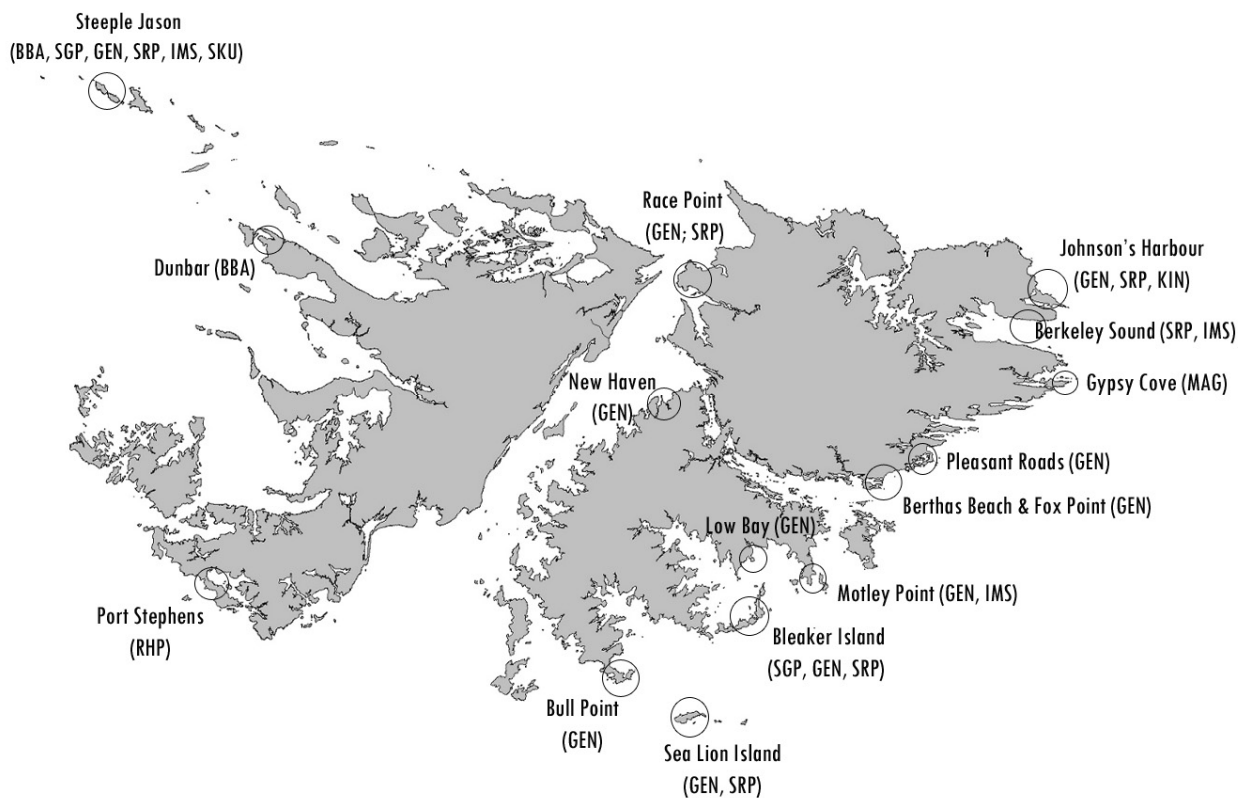 Steeple Jason
(BBA, SGP, GEN, SRP, IMS, SKU)
Race Point
(GEN; SRP)
Dunbar (BBA)
Johnson's Harbour
(GEN, SRP, KIN)
Berkeley Sound (SRP, IMS)
Gypsy Cove (MAG)
New Haven
(GEN)
Pleasant Roads (GEN)
Berthas Beach & Fox Point (GEN)
Low Bay (GEN)
Motley Point (GEN, IMS)
Port Stephens
(RHP)
Bleaker Island
(SGP, GEN, SRP)
Bull Point
(GEN)
Sea Lion Island
(GEN, SRP)